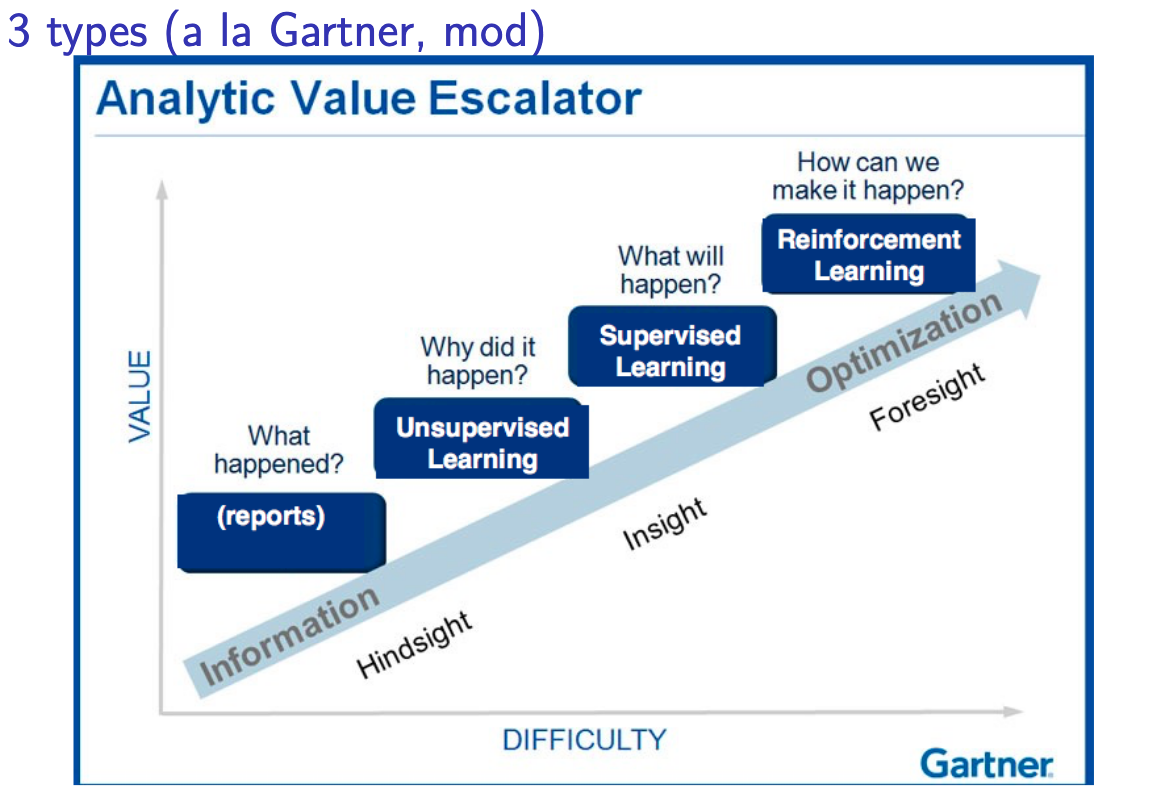 3 types (a la Gartner, mod)
Analytic Value Escalator
How can we
make it happen?
Reinforcement
Learning
What will
happen?
Supervised
Learning
Why did it
happen?
Unsupervised
Learning
What
happened?
(reports)
VALUE
Information
Optimization
Hindsight
Insight
Foresight
DIFFICULTY
Gartner